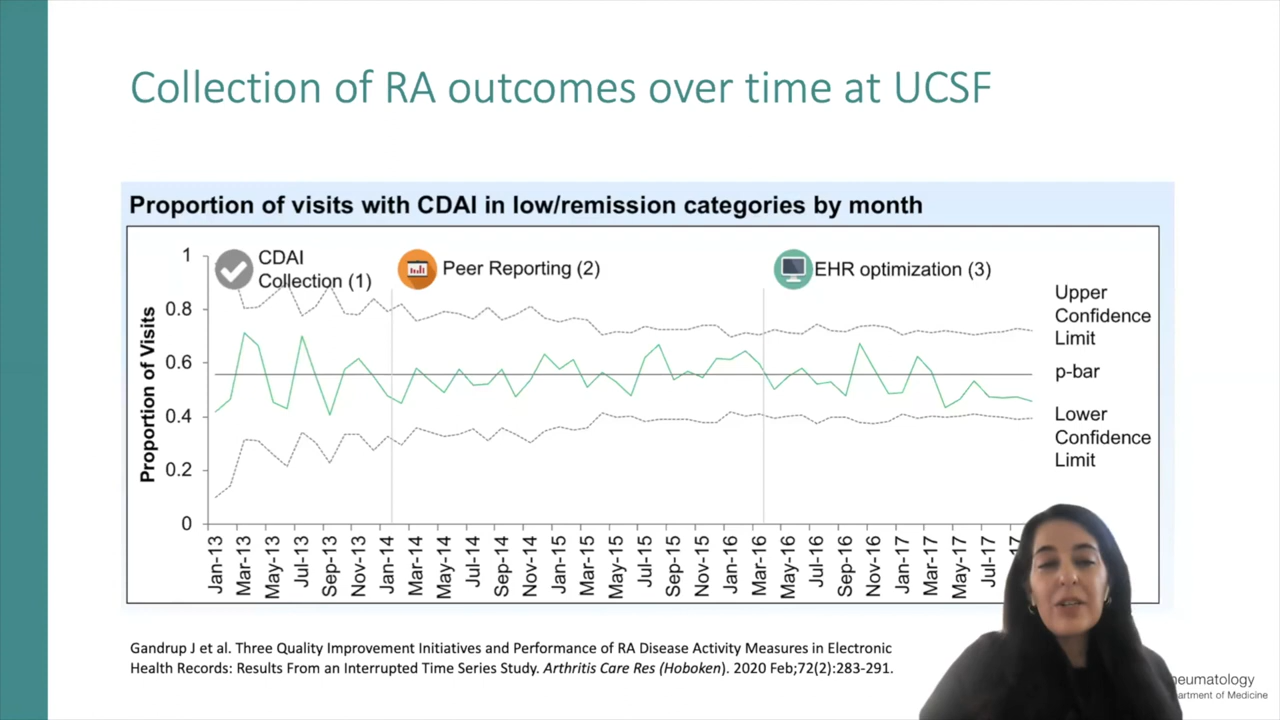 Collection of RA outcomes over time at UCSF
Proportion of visits with CDAI in low/remission categories by month
CDAI
Collection (1)
Peer Reporting (2)
EHR optimization (3)
Proportion of Visits
1
0.8
0.6
0.4
0.2
0
Upper
Confidence
Limit
p-bar
Lower
Confidence
Limit
Jan-13
Mar-13
May-13
Jul-13
Sep-13
Nov-13
Jan-14
Mar-14
May-14
Jul-14
Sep-14
Nov-14
Jan-15
Mar-15
May-15
Jul-15
Sep-15
Nov-15
Jan-16
Mar-16
May-16
Jul-16
Sep-16
Nov-16
Jan-17
Mar-17
May-17
Jul-17
Gandrup J et al. Three Quality Improvement Initiatives and Performance of RA Disease Activity Measures in Electronic
Health Records: Results From an Interrupted Time Series Study. Arthritis Care Res (Hoboken). 2020 Feb;72(2):283-291.
of Medicine